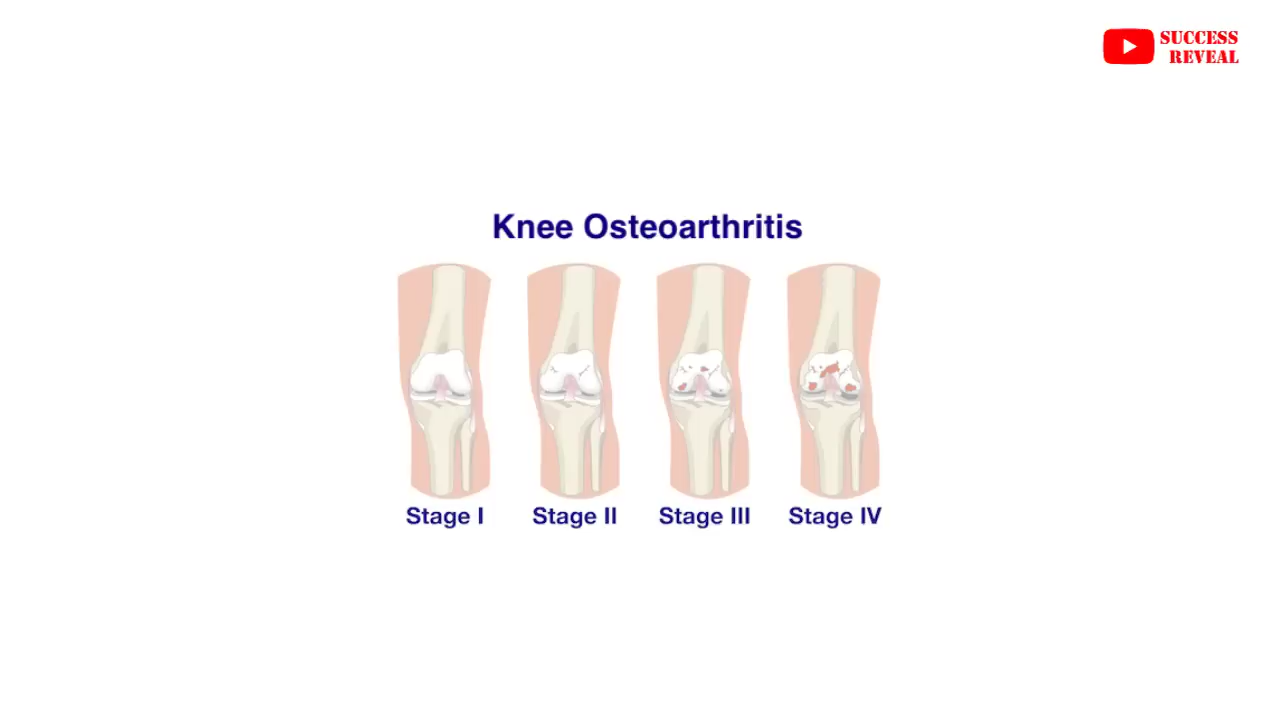 SUCCESS
REVEAL
Knee Osteoarthritis
Stage I
Stage II
Stage III
Stage IV